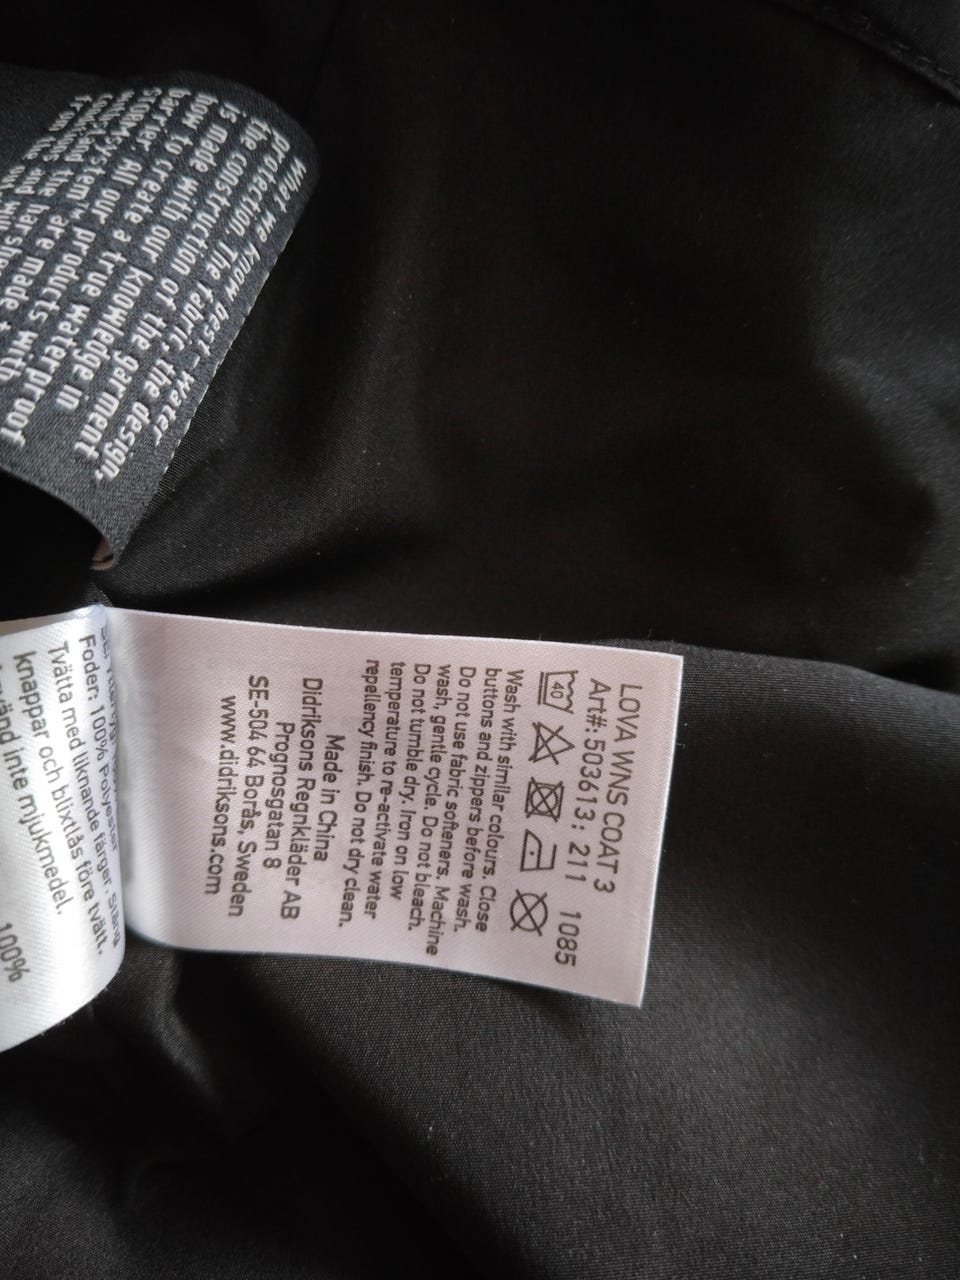 LOVA WNS COAT 3
Art#: 503613: 211 1085
40
Wash with similar colours. Close
buttons and zippers before wash.
Do not use fabric softeners. Machine
wash, gentle cycle. Do not bleach.
Do not tumble dry. Iron on low
temperature to re-activate water
repellency finish. Do not dry clean.
Made in China
Didriksons Regnkläder AB
Prognosgatan 8
SE-504 64 Borås, Sweden
www.didriksons.com
What we know best - water
protection. The fabric, the design,
the construction of the garment
is made with our knowledge in
how to create a true waterproof
barrier. All our products with
Stormsystem™ are made
Foder: 100% Polyester
Tvätta med liknande färger. Stäng
knappar och blixtlås före tvätt.
inte mjukmedel.
100%